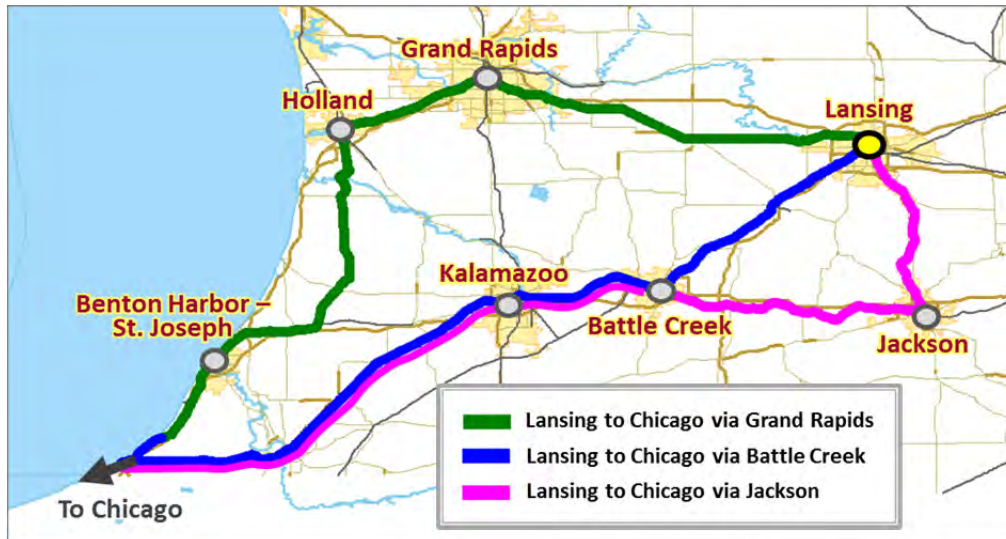 Grand Rapids
Holland
Lansing
Kalamazoo
Benton Harbor –
St. Joseph
Battle Creek
Jackson
Lansing to Chicago via Grand Rapids
Lansing to Chicago via Battle Creek
Lansing to Chicago via Jackson
To Chicago